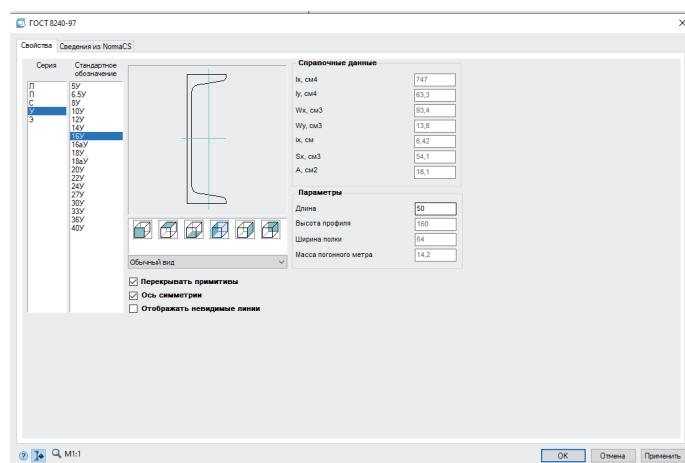 ГОСТ 8240-97
Свойства Сведения из NormaCS
Серия
Л
П
С
У
Э
Стандартное
обозначение
5У
6.5У
8У
10У
12У
14У
16У
16аУ
18У
18аУ
20У
22У
24У
27У
30У
33У
36У
40У
Обычный вид
Перекрывать примитивы
Ось симметрии
Отображать невидимые линии
Справочные данные
Ix, см4 747
Iy, см4 63,3
Wx, см3 93,4
Wy, см3 13,8
ix, см 6,42
Sx, см3 54,1
A, см2 18,1
Параметры
Длина 50
Высота профиля 160
Ширина полки 64
Масса погонного метра 14,2
М1:1
ОК Отмена Применить